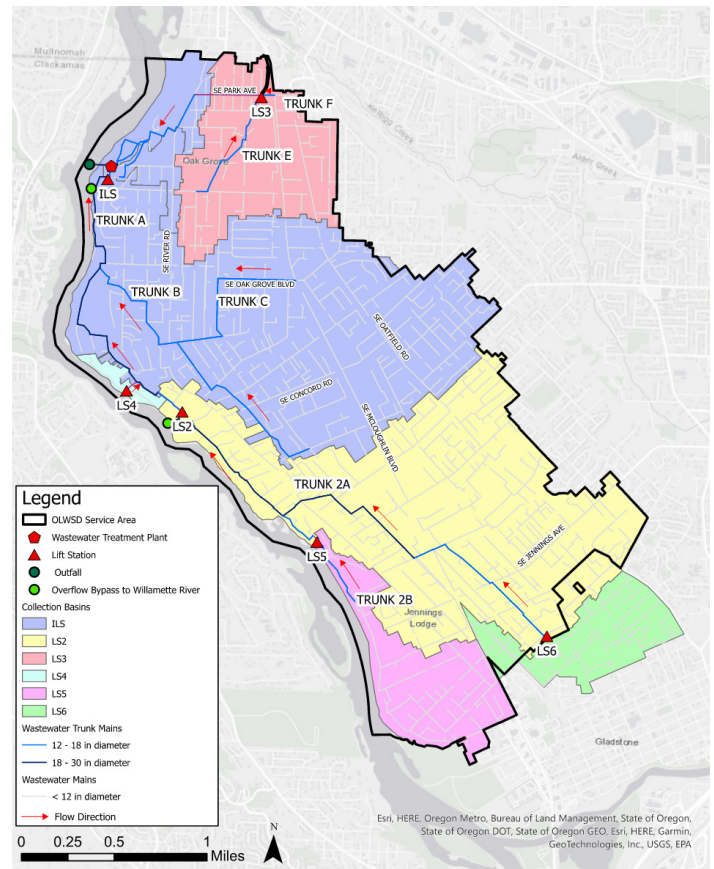 Multnomah
Clackamas
SE PARK AVE
TRUNK F
LS3
Kellogg Creek
TRUNK E
Oak Grove
Alder Creek
ILS
TRUNK A
SE RIVER RD
TRUNK B
SE OAK GROVE BLVD
TRUNK C
SE OATFIELD RD
SE CONCORD RD
LS4
LS2
SE MCLOUGHLIN BLVD
TRUNK 2A
SE JENNINGS AVE
LS5
TRUNK 2B
Jennings
Lodge
LS6
Gladstone
Legend
OLWSD Service Area
Wastewater Treatment Plant
Lift Station
Outfall
Overflow Bypass to Willamette River
Collection Basins
ILS
LS2
LS3
LS4
LS5
LS6
Wastewater Trunk Mains
12 - 18 in diameter
18 - 30 in diameter
Wastewater Mains
< 12 in diameter
Flow Direction
Esri, HERE, Oregon Metro, Bureau of Land Management, State of Oregon,
State of Oregon DOT, State of Oregon GEO, Esri, HERE, Garmin,
GeoTechnologies, Inc., USGS, EPA
0 0.25 0.5 1
Miles
N